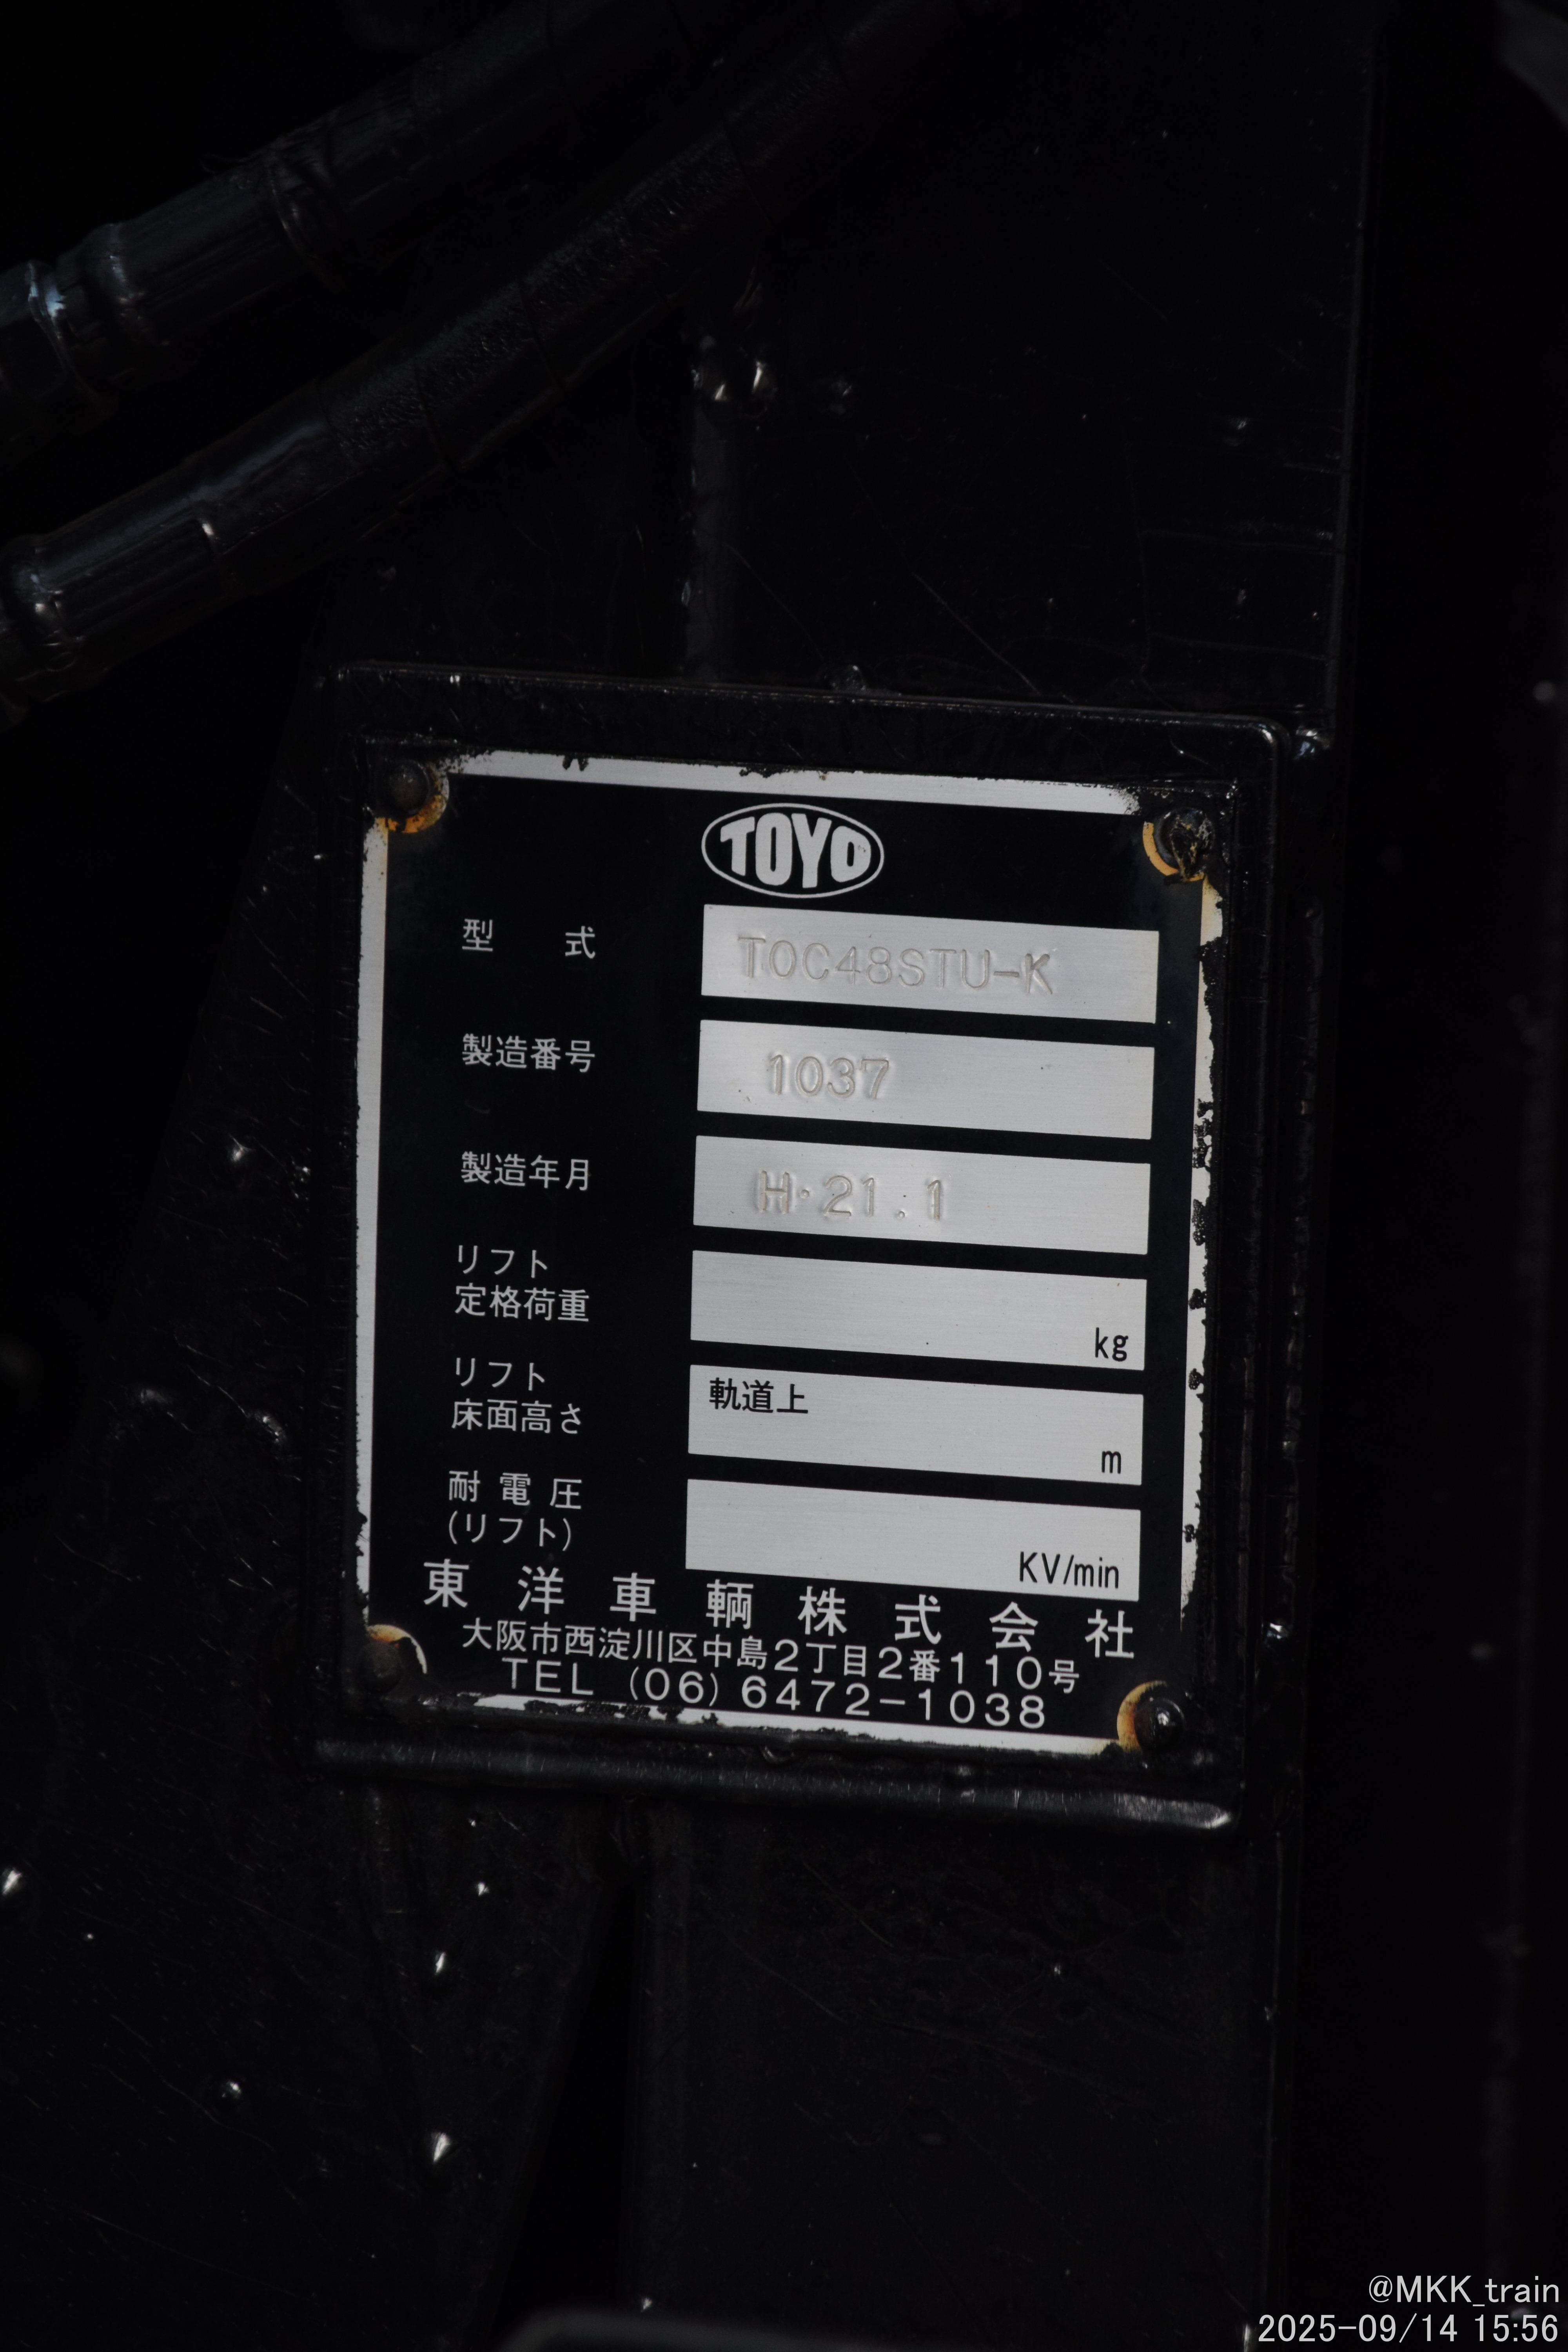 TOYO
型式 TOC48STU-K
製造番号 1037
製造年月 H・21.1
リフト
定格荷重 kg
リフト 軌道上
床面高さ m
耐電圧
(リフト) KV/min
東洋車輌株式会社
大阪市西淀川区中島2丁目2番110号
TEL (06)6472-1038
@MKK_train
2025-09/14 15:56